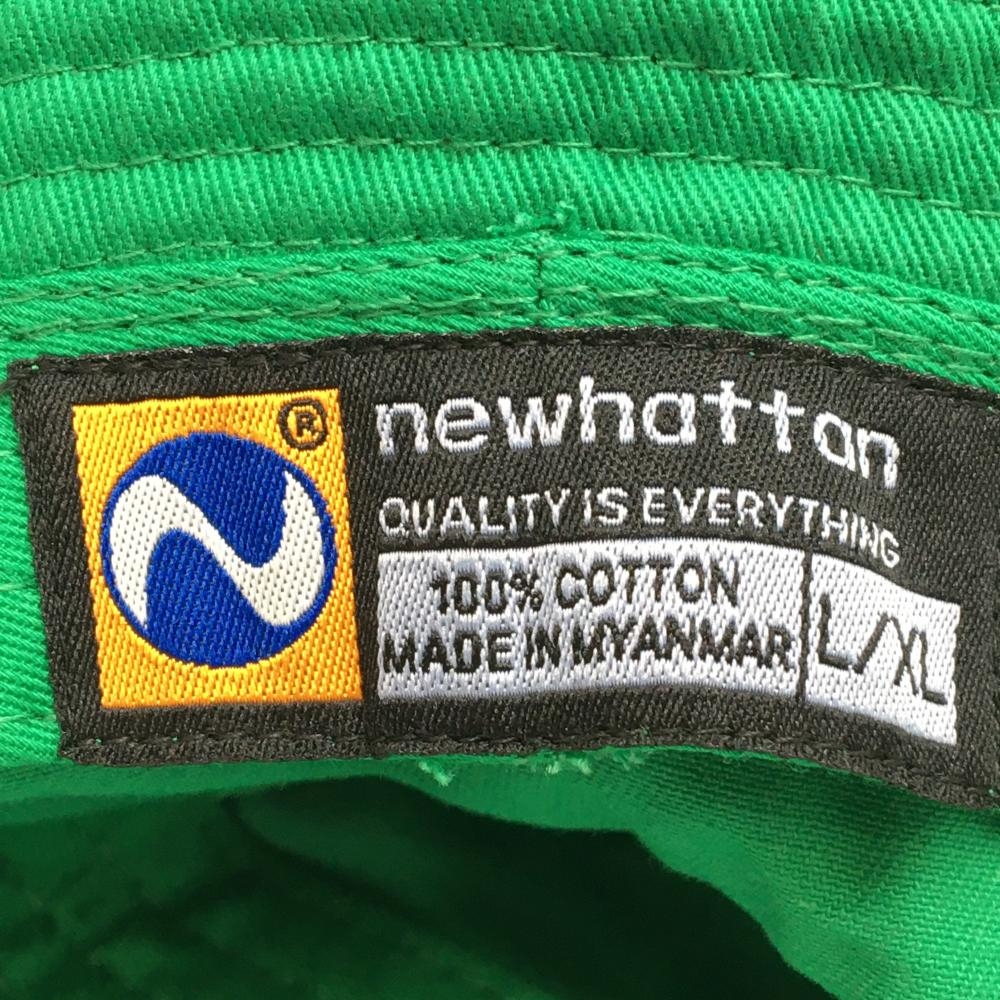 ®
newhattan
QUALITY IS EVERYTHING
100% COTTON
MADE IN MYANMAR
L/XL